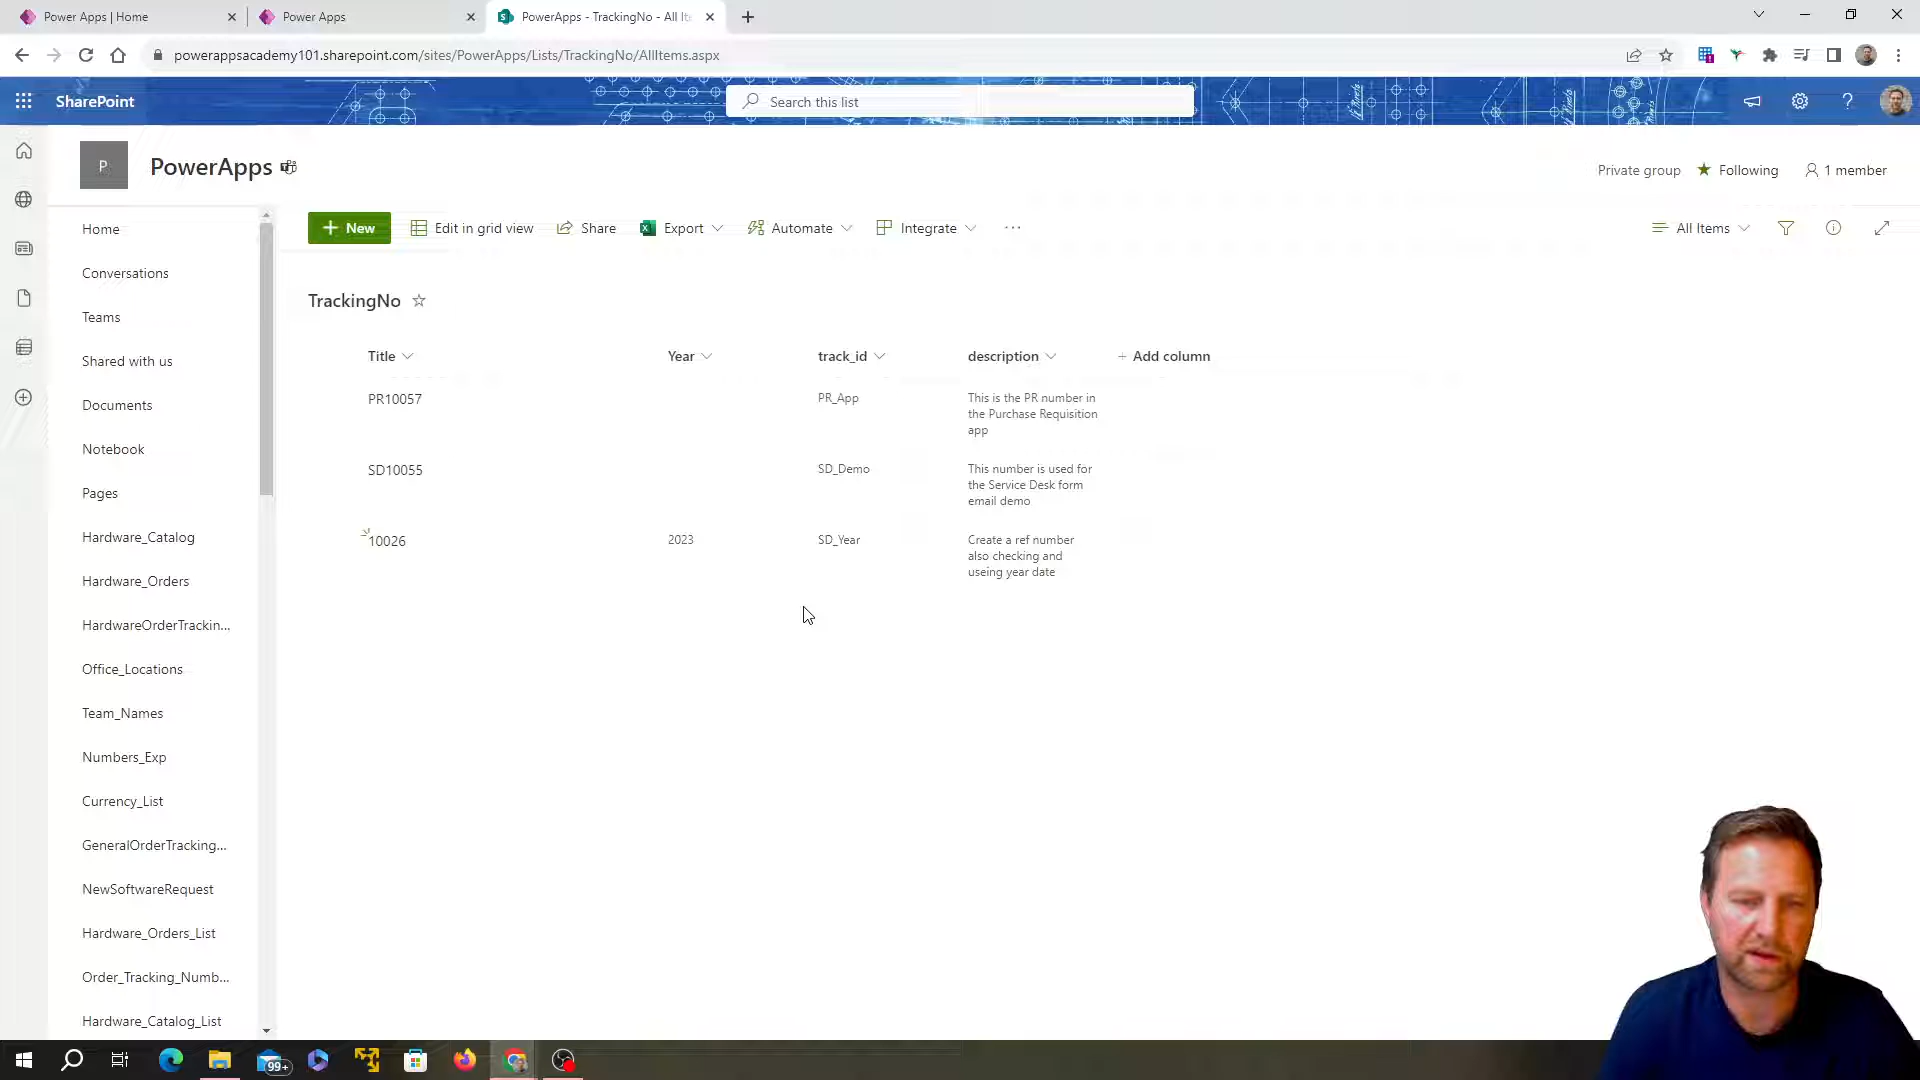 Power Apps | Home
Power Apps
PowerApps - TrackingNo - All It
powerappsacademy101.sharepoint.com/sites/PowerApps/Lists/TrackingNo/AllItems.aspx
SharePoint
Search this list
P
PowerApps
Private group
Following
1 member
Home
Conversations
Teams
Shared with us
Documents
Notebook
Pages
Hardware_Catalog
Hardware_Orders
HardwareOrderTrackin...
Office_Locations
Team_Names
Numbers_Exp
Currency_List
GeneralOrderTracking...
NewSoftwareRequest
Hardware_Orders_List
Order_Tracking_Numb...
Hardware_Catalog_List
New
Edit in grid view
Share
Export
Automate
Integrate
All Items
TrackingNo
Title
Year
track_id
description
+ Add column
PR10057
PR_App
This is the PR number in
the Purchase Requisition
app
SD10055
SD_Demo
This number is used for
the Service Desk form
email demo
10026
2023
SD_Year
Create a ref number
also checking and
useing year date
99+